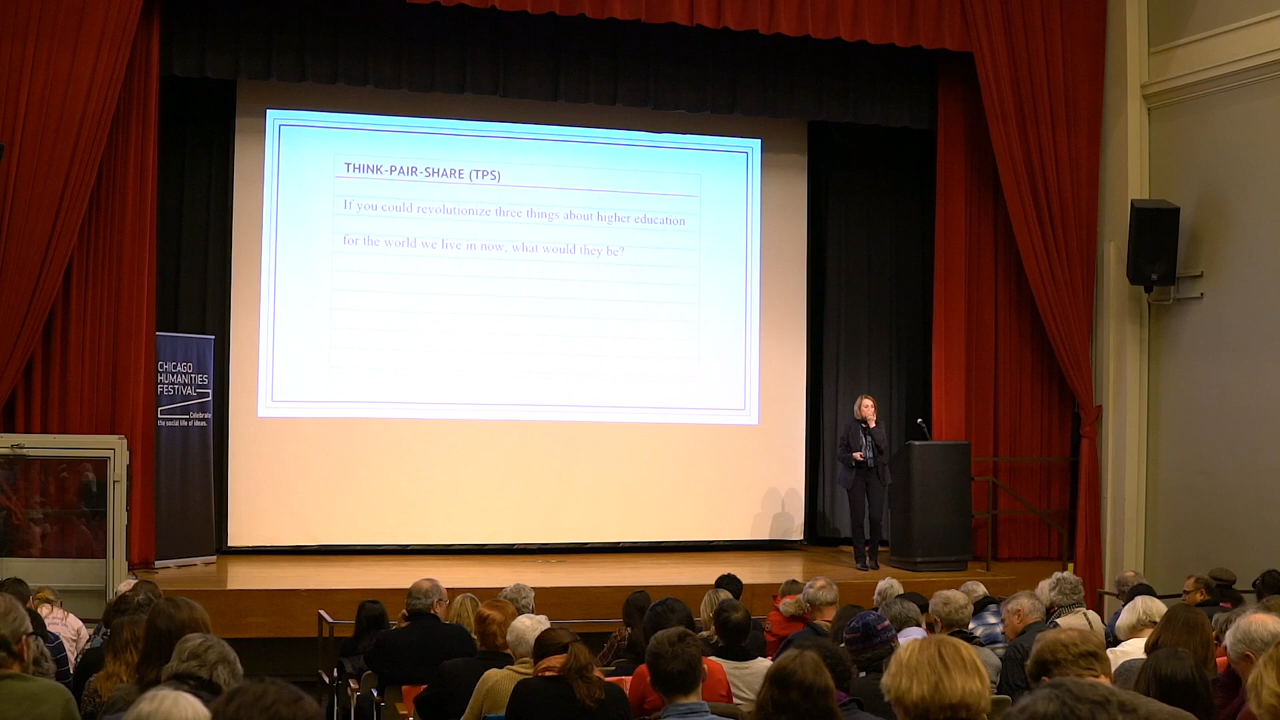 THINK-PAIR-SHARE (TPS)
If you could revolutionize three things about higher education
for the world we live in now, what would they be?
CHICAGO
HUMANITIES
FESTIVAL
Celebrate
the social life of ideas.